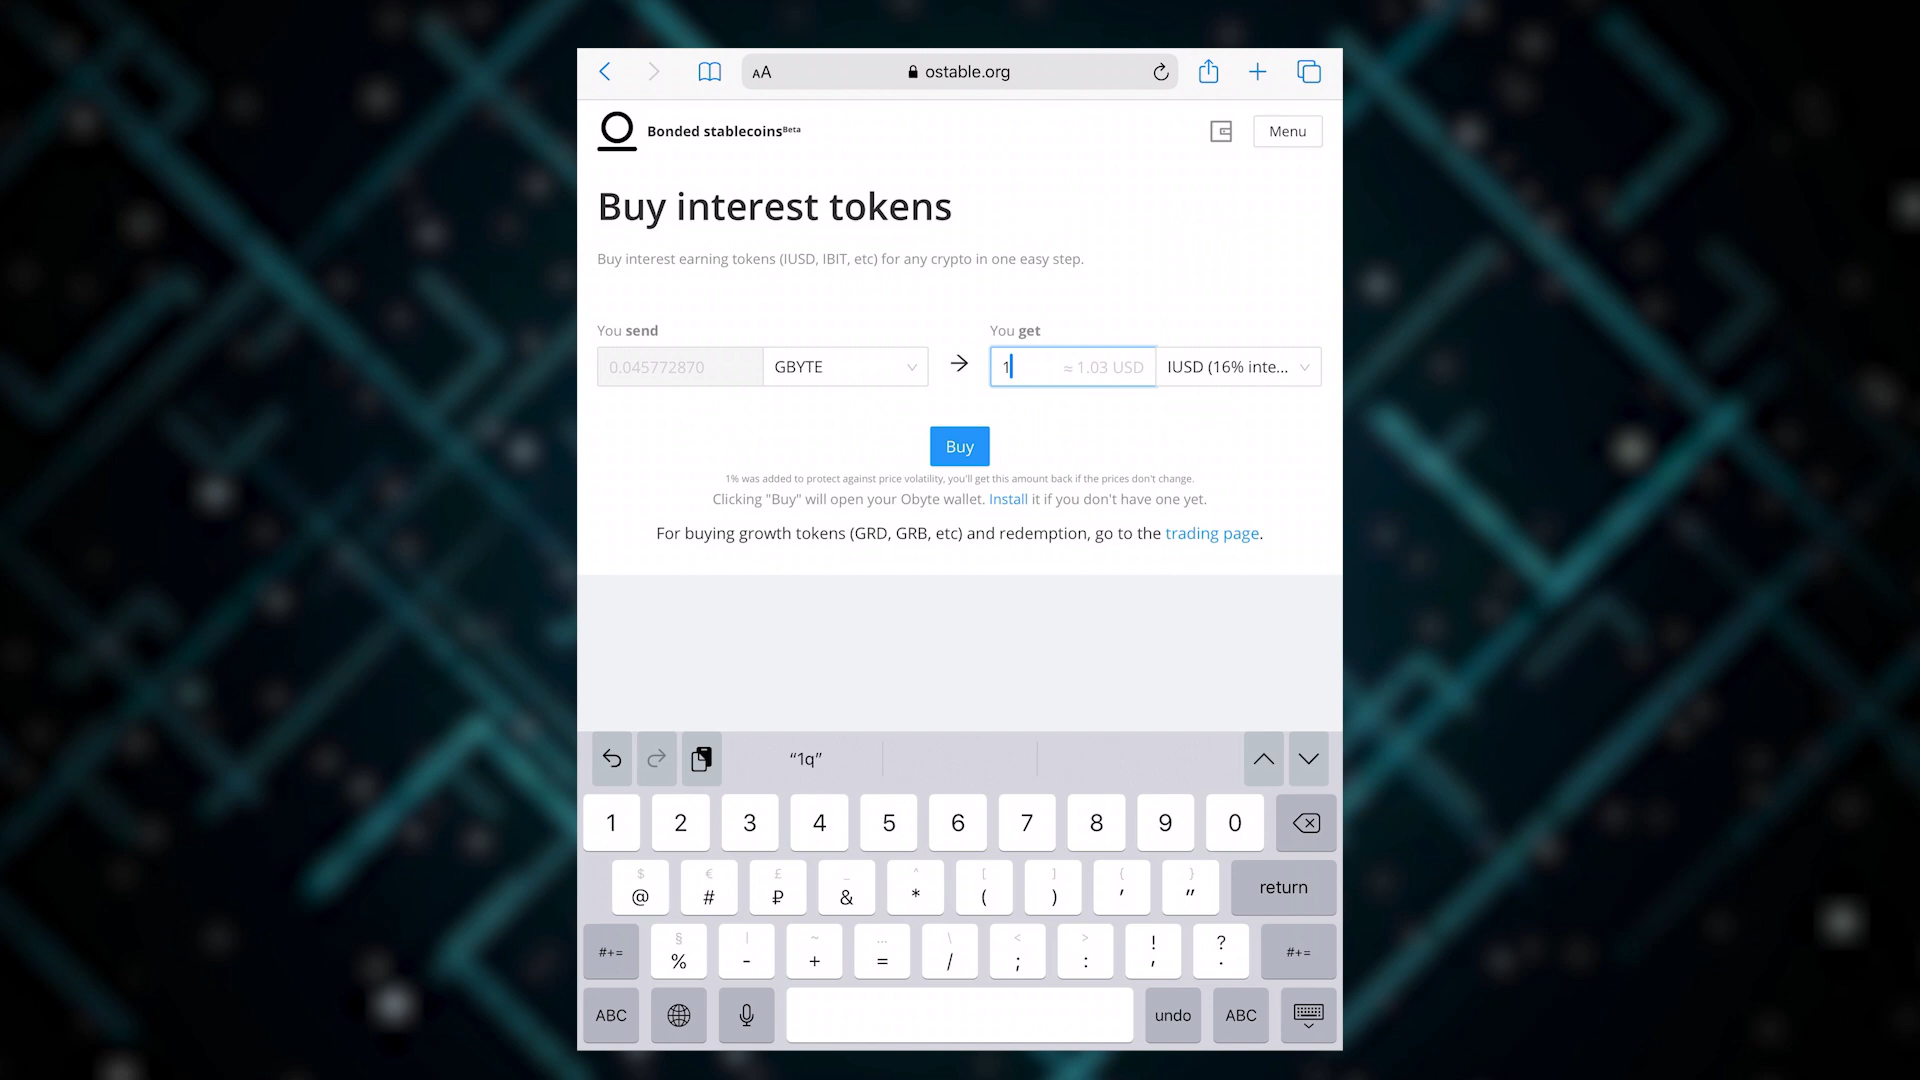 AA ostable.org
Bonded stablecoinsBeta Menu
Buy interest tokens
Buy interest earning tokens (IUSD, IBIT, etc) for any crypto in one easy step.
You send You get
0.045772870 GBYTE 1 ≈ 1.03 USD IUSD (16% inte...
Buy
1% was added to protect against price volatility, you'll get this amount back if the prices don't change.
Clicking "Buy" will open your Obyte wallet. Install it if you don't have one yet.
For buying growth tokens (GRD, GRB, etc) and redemption, go to the trading page.
“1q”
1 2 3 4 5 6 7 8 9 0
$ € £ _ ^ [ ] { }
@ # ₽ & * ( ) ' " return
§ | ~ … \ < > ! ?
#+= % - + = / ; : , . #+=
ABC undo ABC